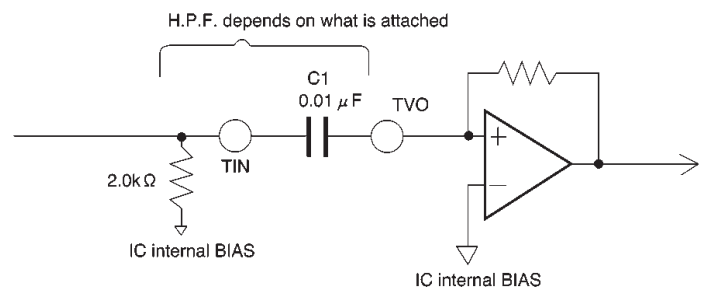 H.P.F. depends on what is attached
C1
0.01 μF
TVO
TIN
2.0kΩ
+
−
IC internal BIAS
IC internal BIAS